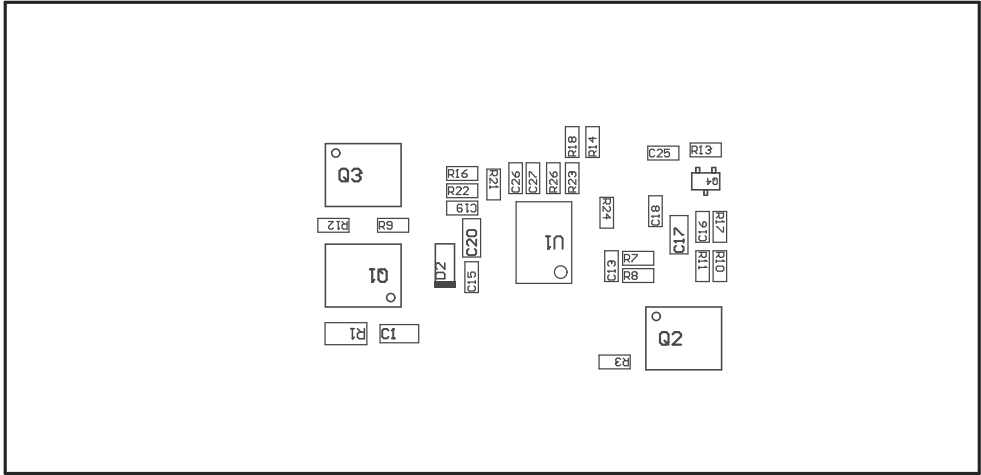 R18
R14
C25
R13
Q3
R16
R21
C26
C27
R26
R23
Q4
R22
C19
R24
C18
R12
R9
C20
U1
C17
C16
R17
Q1
D2
C15
C13
R7
R8
R11
R10
R1
C1
Q2
R3